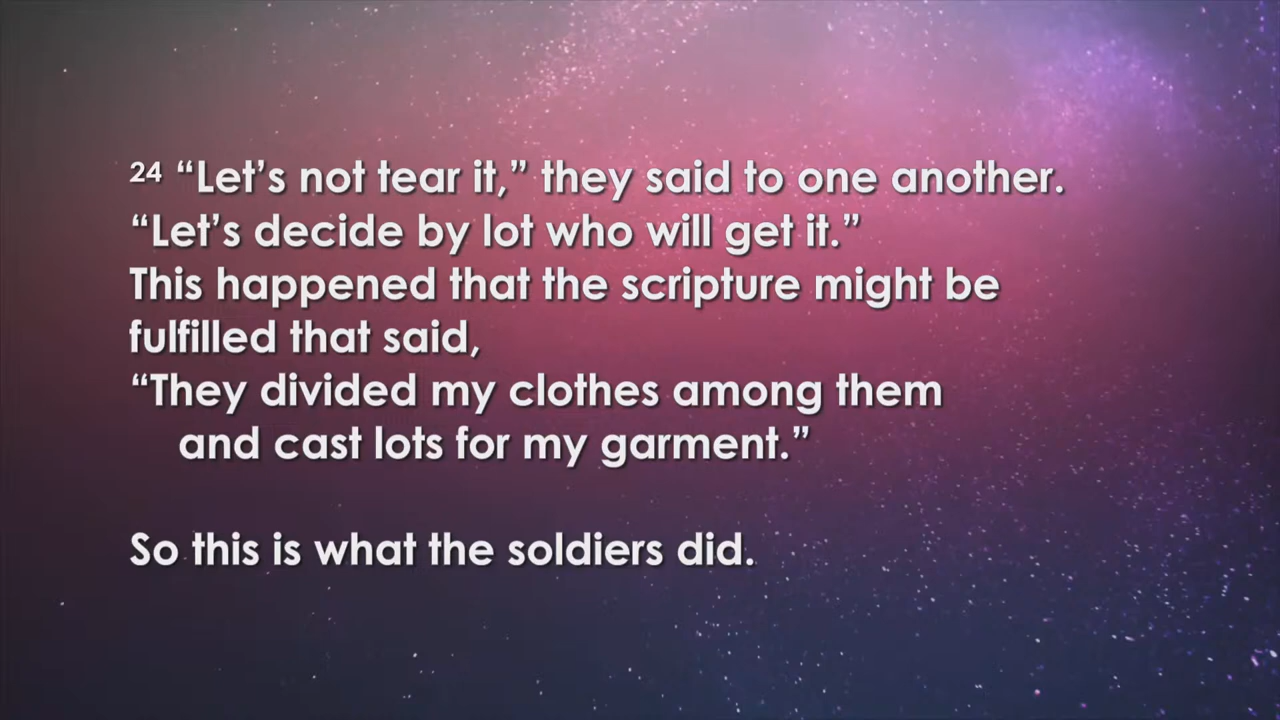 24 “Let’s not tear it,” they said to one another.
“Let’s decide by lot who will get it.”
This happened that the scripture might be
fulfilled that said,
“They divided my clothes among them
and cast lots for my garment.”
So this is what the soldiers did.